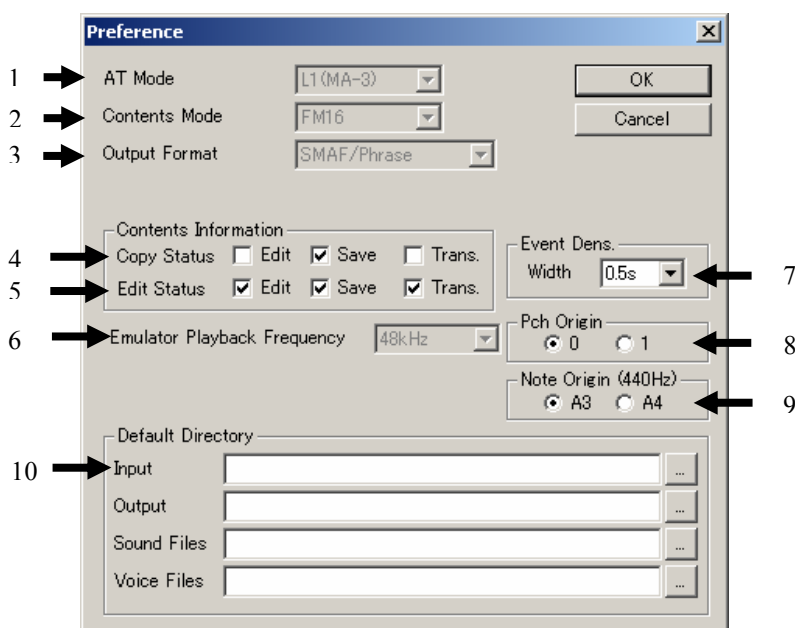 Preference
1 AT Mode L1(MA-3) OK
2 Contents Mode FM16 Cancel
3 Output Format SMAF/Phrase
Contents Information
4 Copy Status Edit Save Trans.
5 Edit Status Edit Save Trans.
Event Dens.
Width 0.5s 7
6 Emulator Playback Frequency 48kHz
Pch Origin
0 1 8
Note Origin (440Hz)
A3 A4 9
Default Directory
10 Input ...
Output ...
Sound Files ...
Voice Files ...